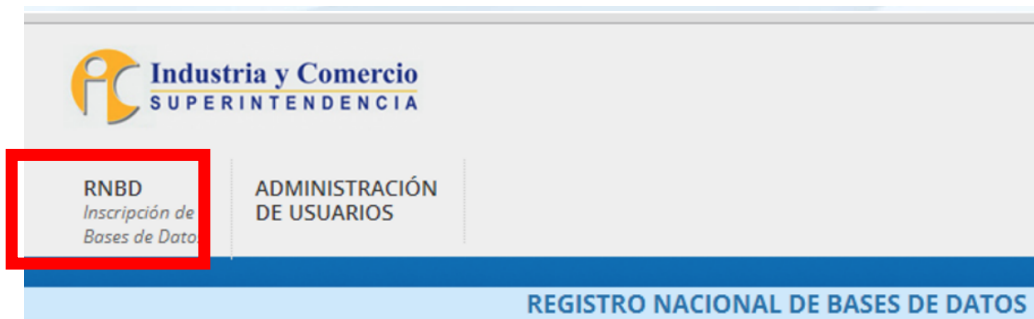 Industria y Comercio
SUPERINTENDENCIA
RNBD
Inscripción de
Bases de Datos
ADMINISTRACIÓN
DE USUARIOS
REGISTRO NACIONAL DE BASES DE DATOS